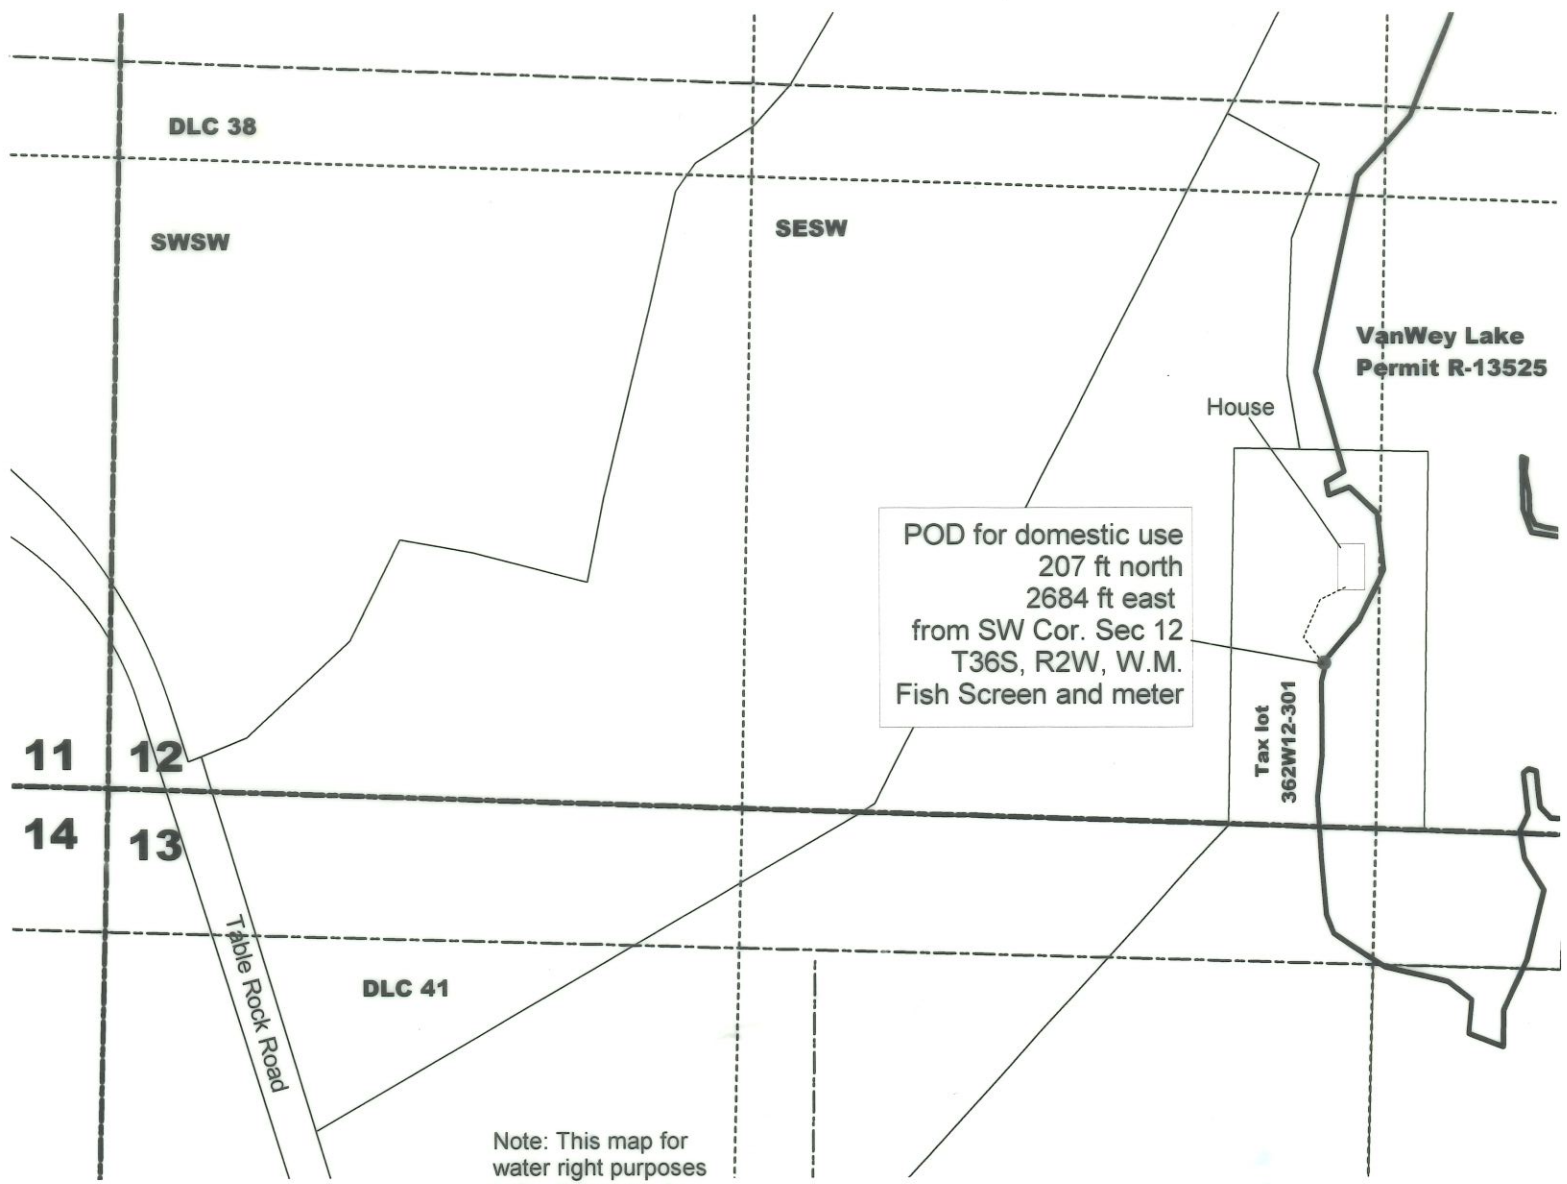 DLC 38
SWSW
SESW
VanWey Lake
Permit R-13525
House
POD for domestic use
207 ft north
2684 ft east
from SW Cor. Sec 12
T36S, R2W, W.M.
Fish Screen and meter
Tax lot
362W12-301
11
12
14
13
Table Rock Road
DLC 41
Note: This map for
water right purposes